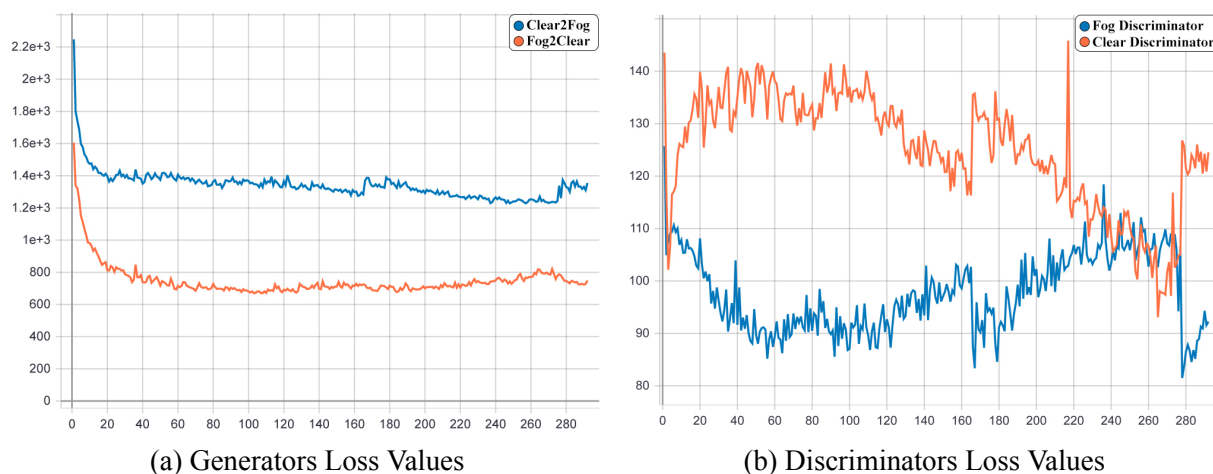 Clear2Fog
Fog2Clear
2.2e+3
2e+3
1.8e+3
1.6e+3
1.4e+3
1.2e+3
1e+3
800
600
400
200
0
0 20 40 60 80 100 120 140 160 180 200 220 240 260 280
(a) Generators Loss Values
Fog Discriminator
Clear Discriminator
140
130
120
110
100
90
80
0 20 40 60 80 100 120 140 160 180 200 220 240 260 280
(b) Discriminators Loss Values